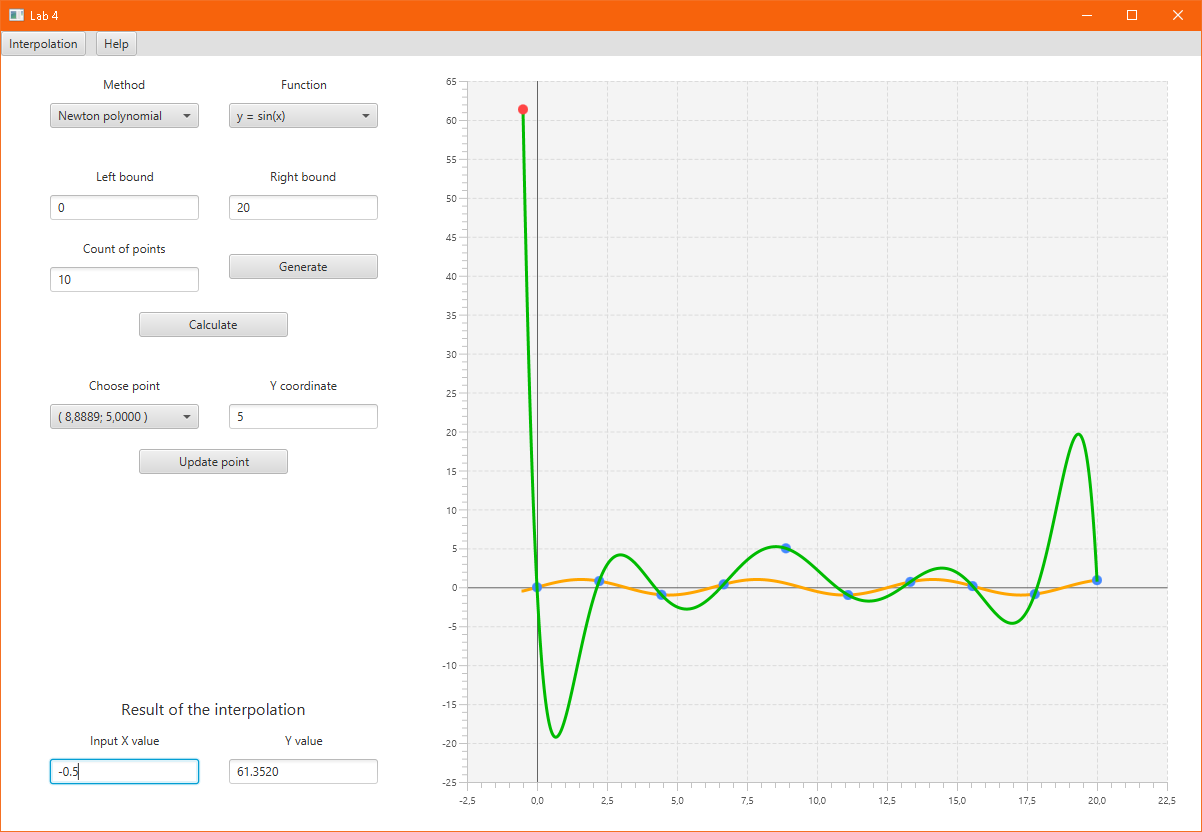 Lab 4
Interpolation Help
Method Function
Newton polynomial y = sin(x)
Left bound Right bound
0 20
Count of points
10 Generate
Calculate
Choose point Y coordinate
( 8,8889; 5,0000 ) 5
Update point
Result of the interpolation
Input X value Y value
-0.5 61.3520
65
60
55
50
45
40
35
30
25
20
15
10
5
0
-5
-10
-15
-20
-25
-2,5 0,0 2,5 5,0 7,5 10,0 12,5 15,0 17,5 20,0 22,5